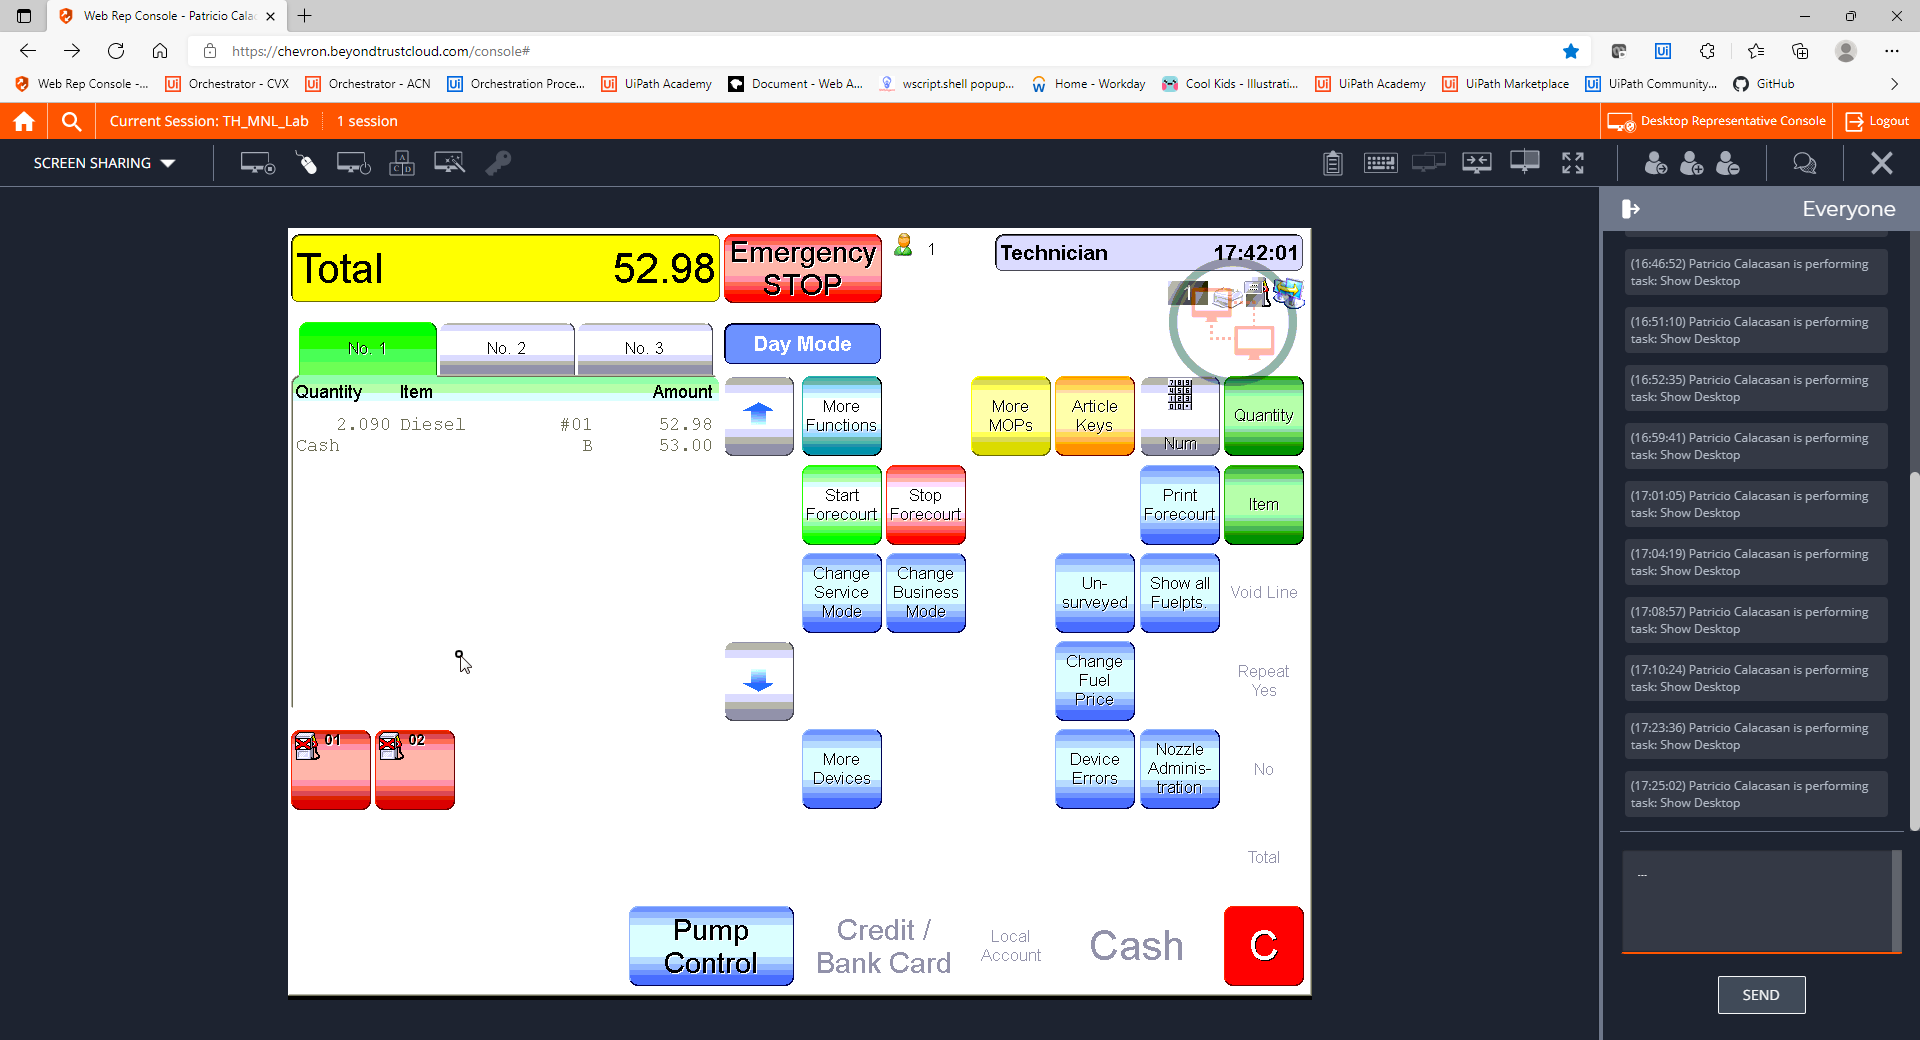 Web Rep Console - Patricio Cala
https://chevron.beyondtrustcloud.com/console#
Web Rep Console -...
Orchestrator - CVX
Orchestrator - ACN
Orchestration Proce...
UiPath Academy
Document - Web A...
wscript.shell popup...
Home - Workday
Cool Kids - Illustrati...
UiPath Academy
UiPath Marketplace
UiPath Community...
GitHub
Current Session: TH_MNL_Lab
1 session
Desktop Representative Console
Logout
SCREEN SHARING
Total 52.98
Emergency
STOP
1
Technician 17:42:01
1
No. 1
No. 2
No. 3
Day Mode
Quantity Item Amount
2.090 Diesel #01 52.98
Cash B 53.00
More
Functions
More
MOPs
Article
Keys
Num
Quantity
Start
Forecourt
Stop
Forecourt
Print
Forecourt
Item
Change
Service
Mode
Change
Business
Mode
Un-
surveyed
Show all
Fuelpts.
Void Line
Change
Fuel
Price
Repeat
Yes
01
02
More
Devices
Device
Errors
Nozzle
Adminis-
tration
No
Total
Pump
Control
Credit /
Bank Card
Local
Account
Cash
C
Everyone
(16:46:52) Patricio Calacasan is performing
task: Show Desktop
(16:51:10) Patricio Calacasan is performing
task: Show Desktop
(16:52:35) Patricio Calacasan is performing
task: Show Desktop
(16:59:41) Patricio Calacasan is performing
task: Show Desktop
(17:01:05) Patricio Calacasan is performing
task: Show Desktop
(17:04:19) Patricio Calacasan is performing
task: Show Desktop
(17:08:57) Patricio Calacasan is performing
task: Show Desktop
(17:10:24) Patricio Calacasan is performing
task: Show Desktop
(17:23:36) Patricio Calacasan is performing
task: Show Desktop
(17:25:02) Patricio Calacasan is performing
task: Show Desktop
...
SEND